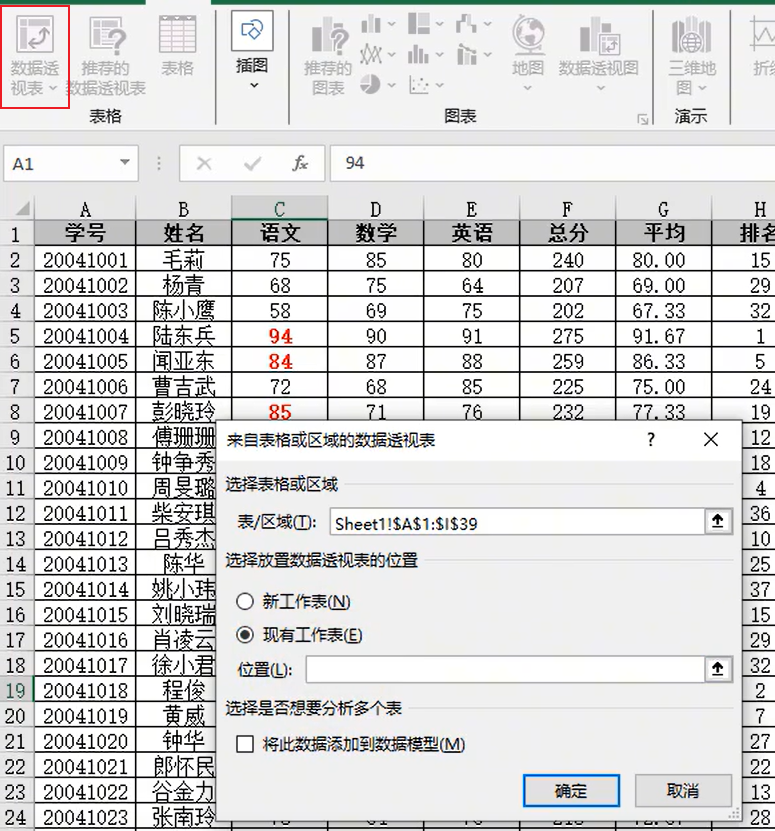 数据透
视表
推荐的
数据透视表
表格
插图
推荐的
图表
地图
数据透视图
三维地
图
折线
表格
图表
演示
A1
fx
94
A B C D E F G H
1 学号 姓名 语文 数学 英语 总分 平均 排名
2 20041001 毛莉 75 85 80 240 80.00 15
3 20041002 杨青 68 75 64 207 69.00 29
4 20041003 陈小鹰 58 69 75 202 67.33 32
5 20041004 陆东兵 94 90 91 275 91.67 1
6 20041005 闻亚东 84 87 88 259 86.33 5
7 20041006 曹吉武 72 68 85 225 75.00 24
8 20041007 彭晓玲 85 71 76 232 77.33 19
9 20041008 傅珊珊 12
10 20041009 钟争秀 18
11 20041010 周旻璐 4
12 20041011 柴安琪 36
13 20041012 吕秀杰 10
14 20041013 陈华 25
15 20041014 姚小玮 37
16 20041015 刘晓瑞 15
17 20041016 肖凌云 29
18 20041017 徐小君 32
19 20041018 程俊 2
20 20041019 黄威 7
21 20041020 钟华 27
22 20041021 郎怀民 22
23 20041022 谷金力 13
24 20041023 张南玲 28
来自表格或区域的数据透视表 ?
选择表格或区域
表/区域(T): Sheet1!$A$1:$I$39
选择放置数据透视表的位置
新工作表(N)
现有工作表(E)
位置(L):
选择是否想要分析多个表
将此数据添加到数据模型(M)
确定 取消